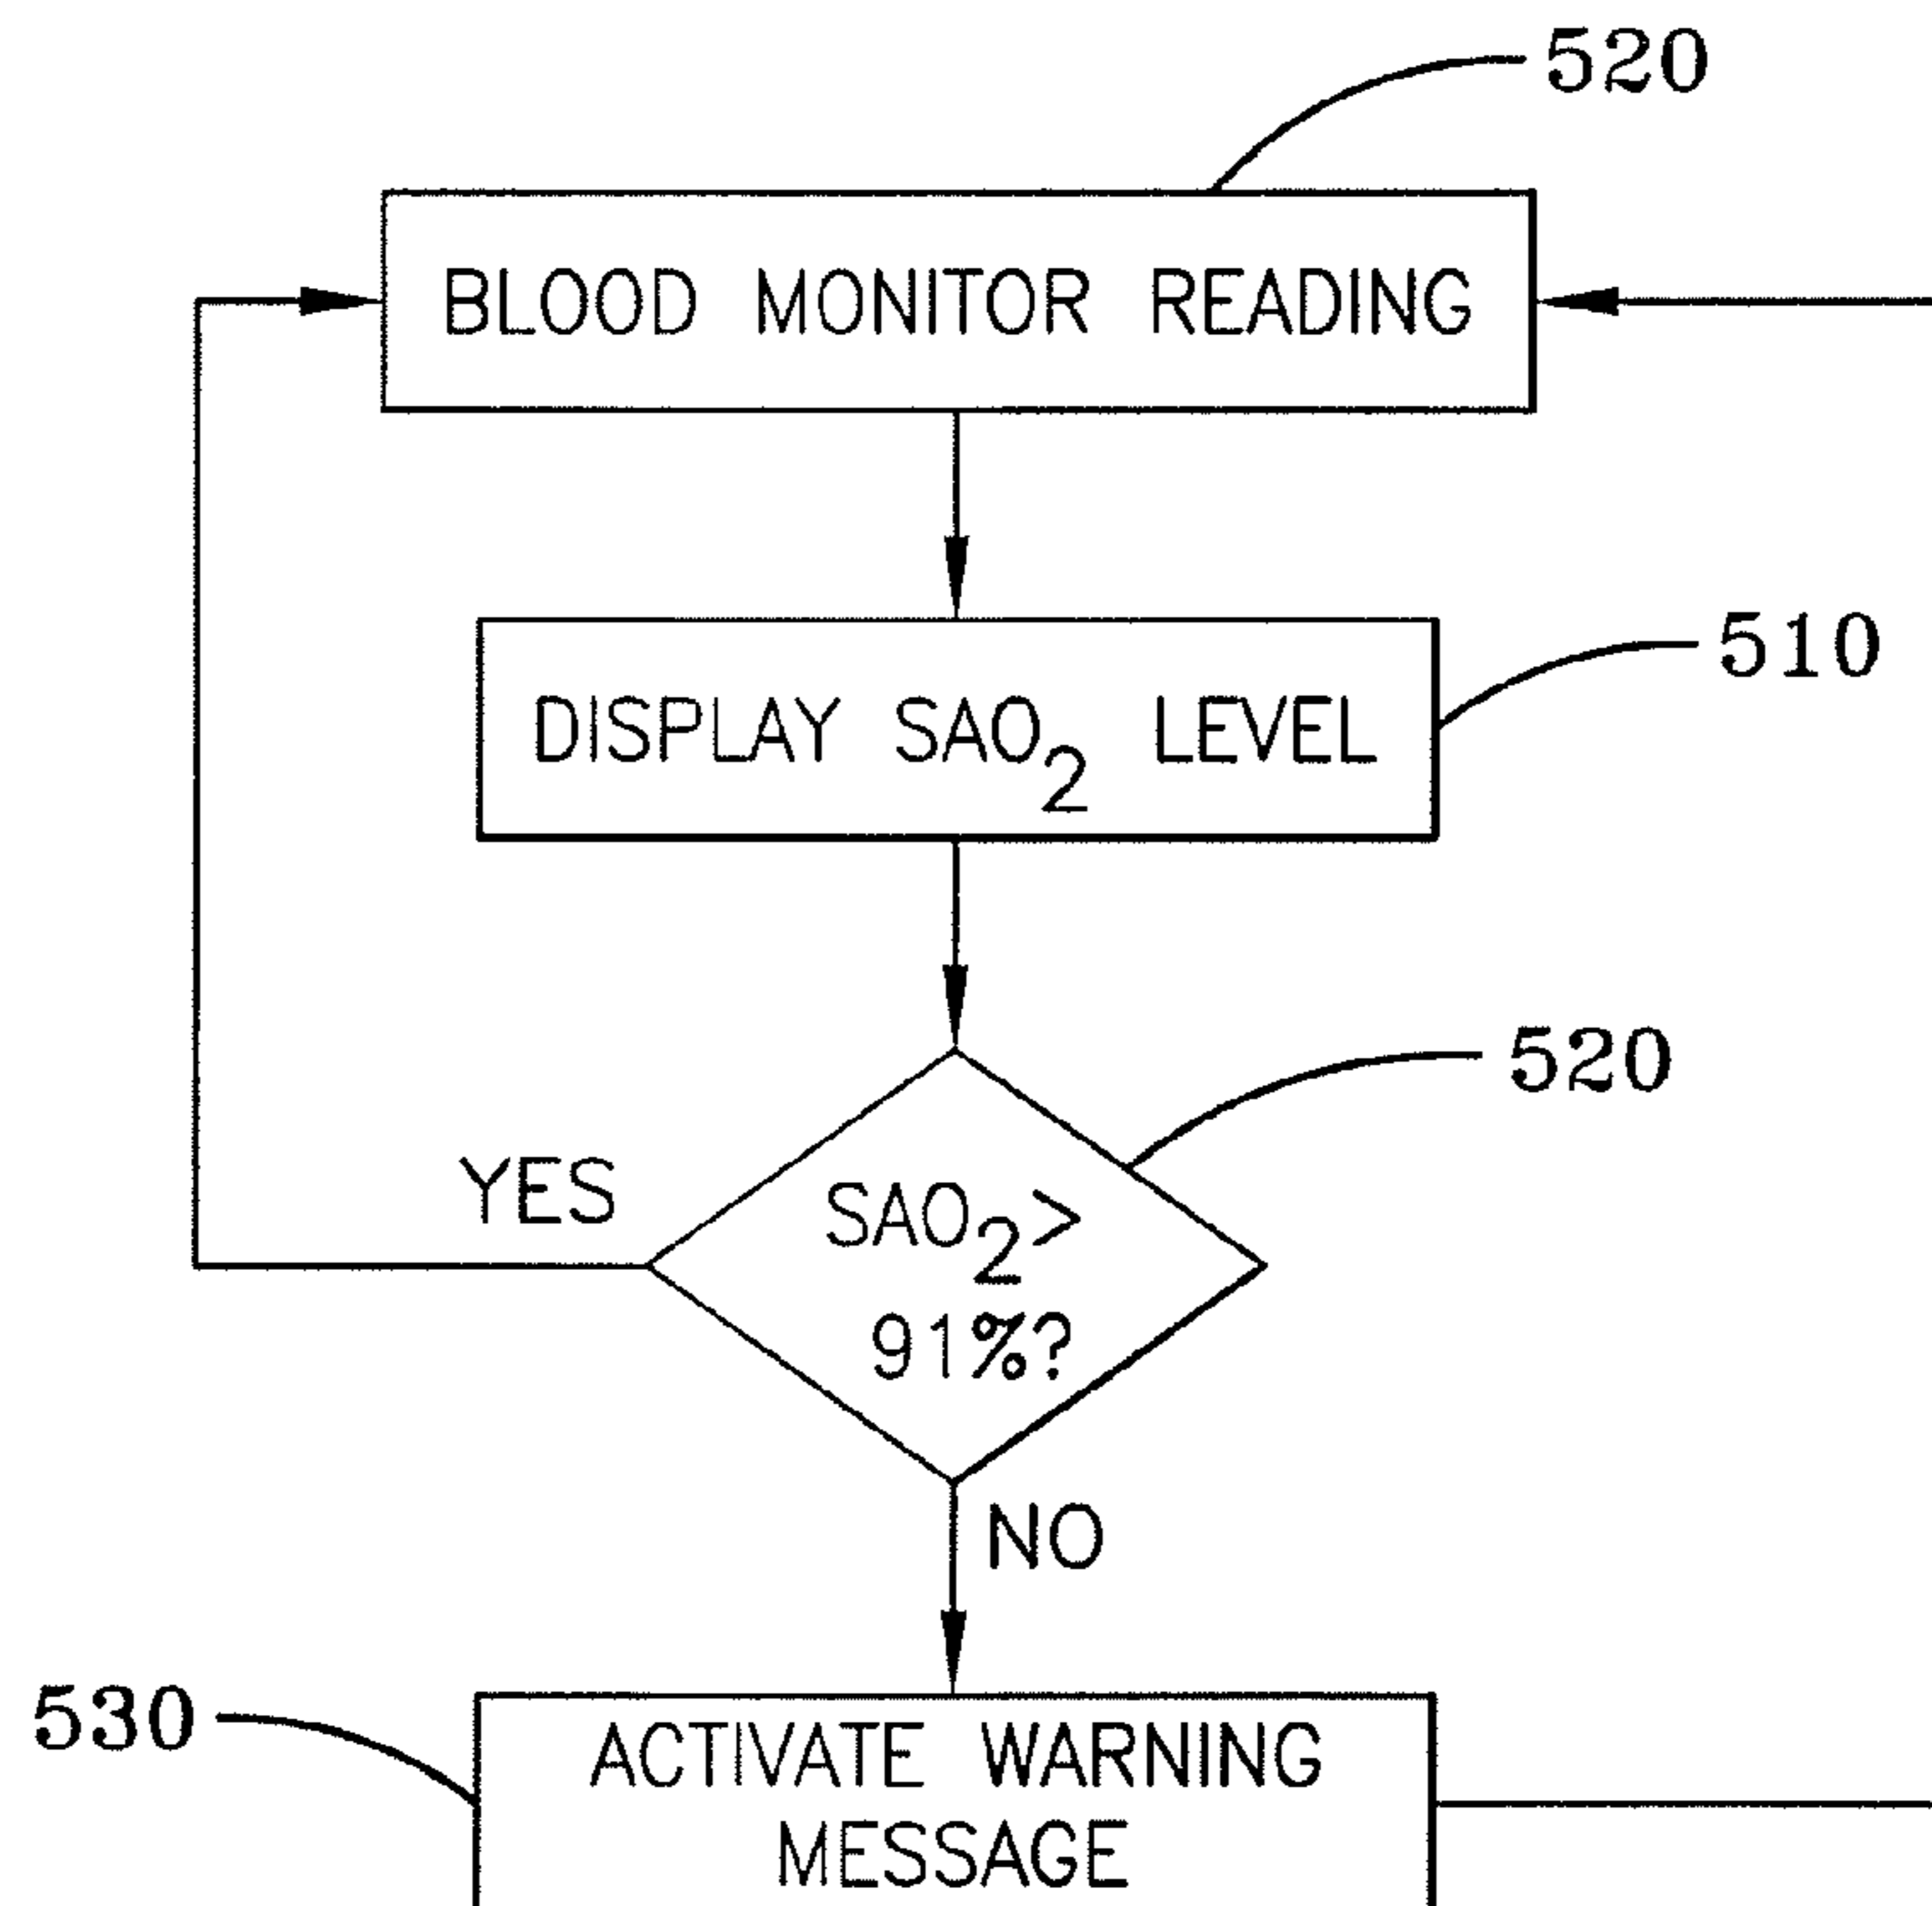 520
BLOOD MONITOR READING
510
DISPLAY SAO₂ LEVEL
520
YES
SAO₂>
91%?
NO
530
ACTIVATE WARNING
MESSAGE